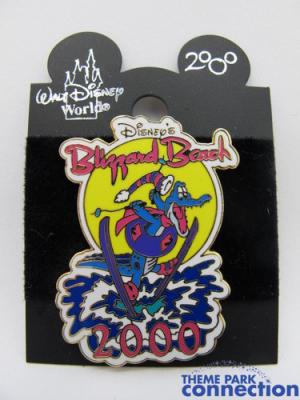 WALT DISNEY
World®
2000
DISNEY'S
Blizzard Beach
2000
THEME PARK
connection